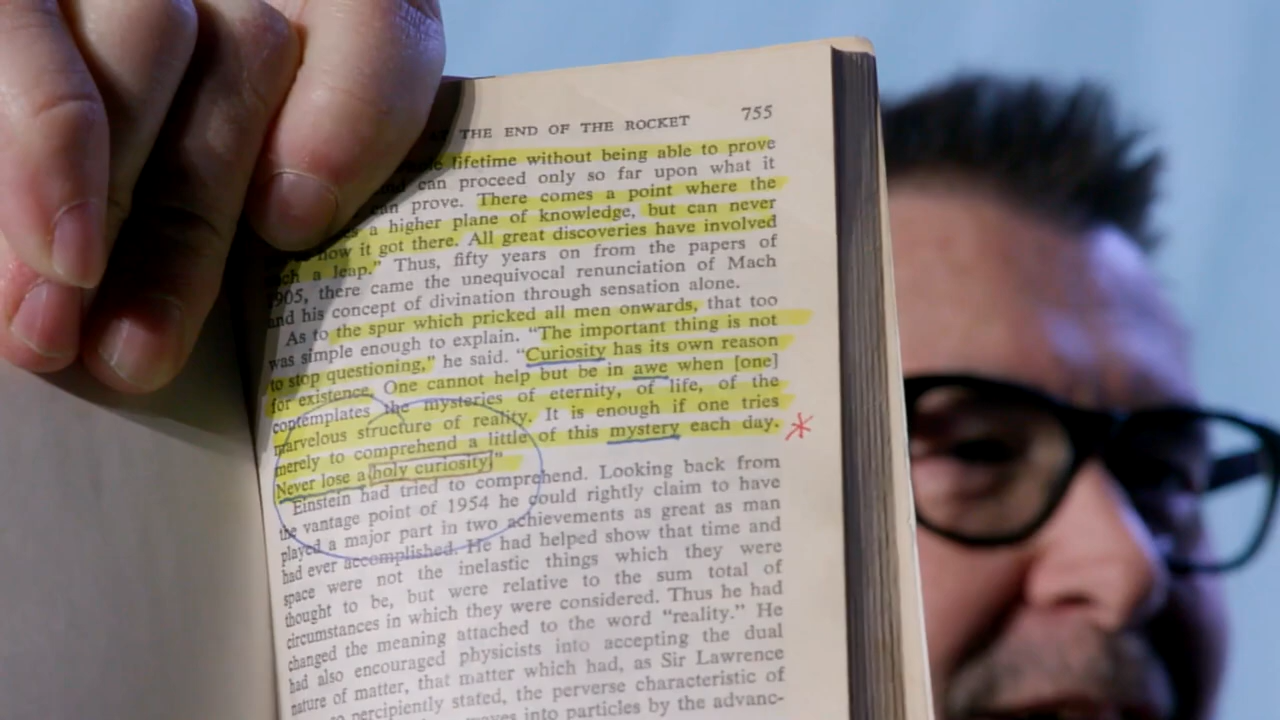 THE END OF THE ROCKET 755
lifetime without being able to prove
can proceed only so far upon what it
prove. There comes a point where the
a higher plane of knowledge, but can never
how it got there. All great discoveries have involved
a leap.” Thus, fifty years on from the papers of
1905, there came the unequivocal renunciation of Mach
and his concept of divination through sensation alone.
As to the spur which pricked all men onwards, that too
was simple enough to explain. “The important thing is not
to stop questioning,” he said. “Curiosity has its own reason
for existence. One cannot help but be in awe when [one]
contemplates the mysteries of eternity, of life, of the
marvelous structure of reality. It is enough if one tries
merely to comprehend a little of this mystery each day.
Never lose a holy curiosity.”
Einstein had tried to comprehend. Looking back from
the vantage point of 1954 he could rightly claim to have
played a major part in two achievements as great as man
had ever accomplished. He had helped show that time and
space were not the inelastic things which they were
thought to be, but were relative to the sum total of
circumstances in which they were considered. Thus he had
changed the meaning attached to the word “reality.” He
had also encouraged physicists into accepting the dual
nature of matter, that matter which had, as Sir Lawrence
percipiently stated, the perverse characteristic of
into particles by the advanc-